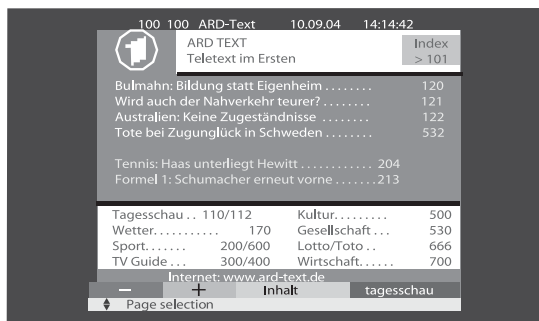 100 100 ARD-Text 10.09.04 14:14:42
ARD TEXT Index
Teletext im Ersten > 101
Bulmahn: Bildung statt Eigenheim ........ 120
Wird auch der Nahverkehr teurer? ........ 121
Australien: Keine Zugeständnisse ........ 122
Tote bei Zugunglück in Schweden ........ 532
Tennis: Haas unterliegt Hewitt ............ 204
Formel 1: Schumacher erneut vorne .......213
Tagesschau .. 110/112 Kultur......... 500
Wetter........... 170 Gesellschaft ... 530
Sport....... 200/600 Lotto/Toto .. 666
TV Guide ... 300/400 Wirtschaft...... 700
Internet: www.ard-text.de
– + Inhalt tagesschau
Page selection